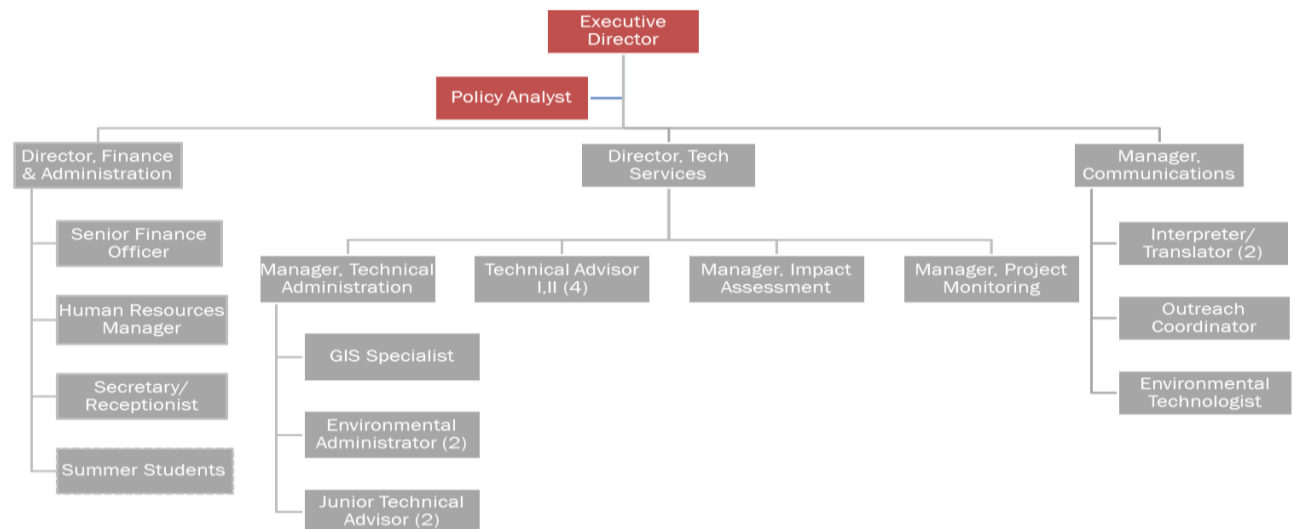 Executive
Director
Policy Analyst
Director, Finance
& Administration
Director, Tech
Services
Manager,
Communications
Senior Finance
Officer
Human Resources
Manager
Secretary/
Receptionist
Summer Students
Manager, Technical
Administration
Technical Advisor
I,II (4)
Manager, Impact
Assessment
Manager, Project
Monitoring
GIS Specialist
Environmental
Administrator (2)
Junior Technical
Advisor (2)
Interpreter/
Translator (2)
Outreach
Coordinator
Environmental
Technologist